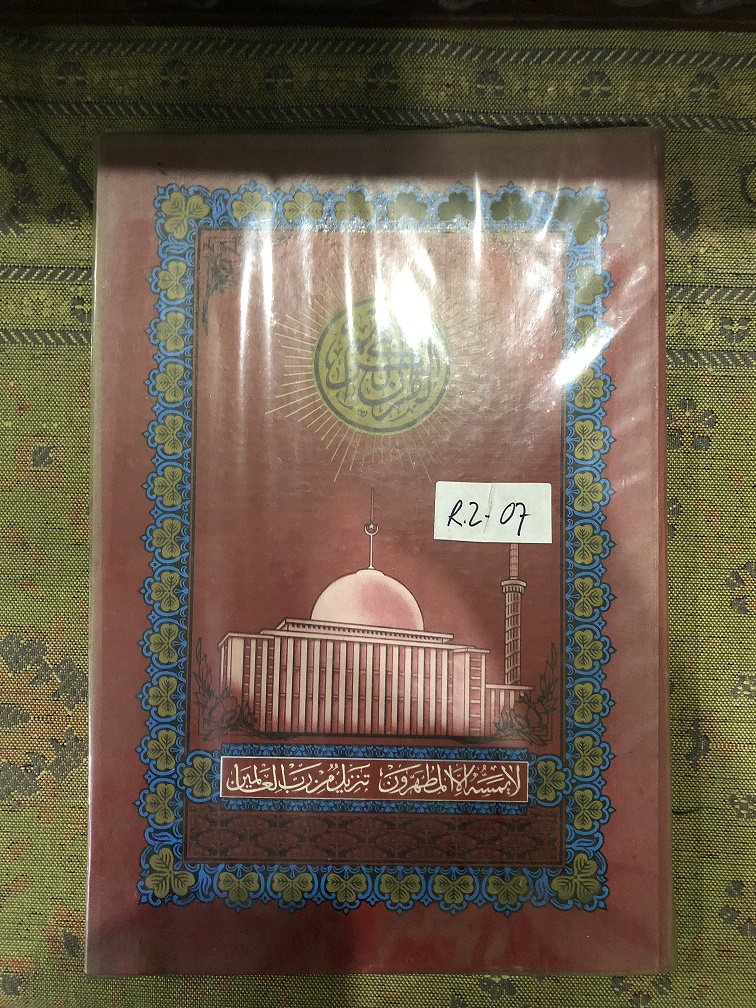 القرآن الكريم
R.2-07
لا يمسه إلا المطهرون تنزيل من رب العالمين